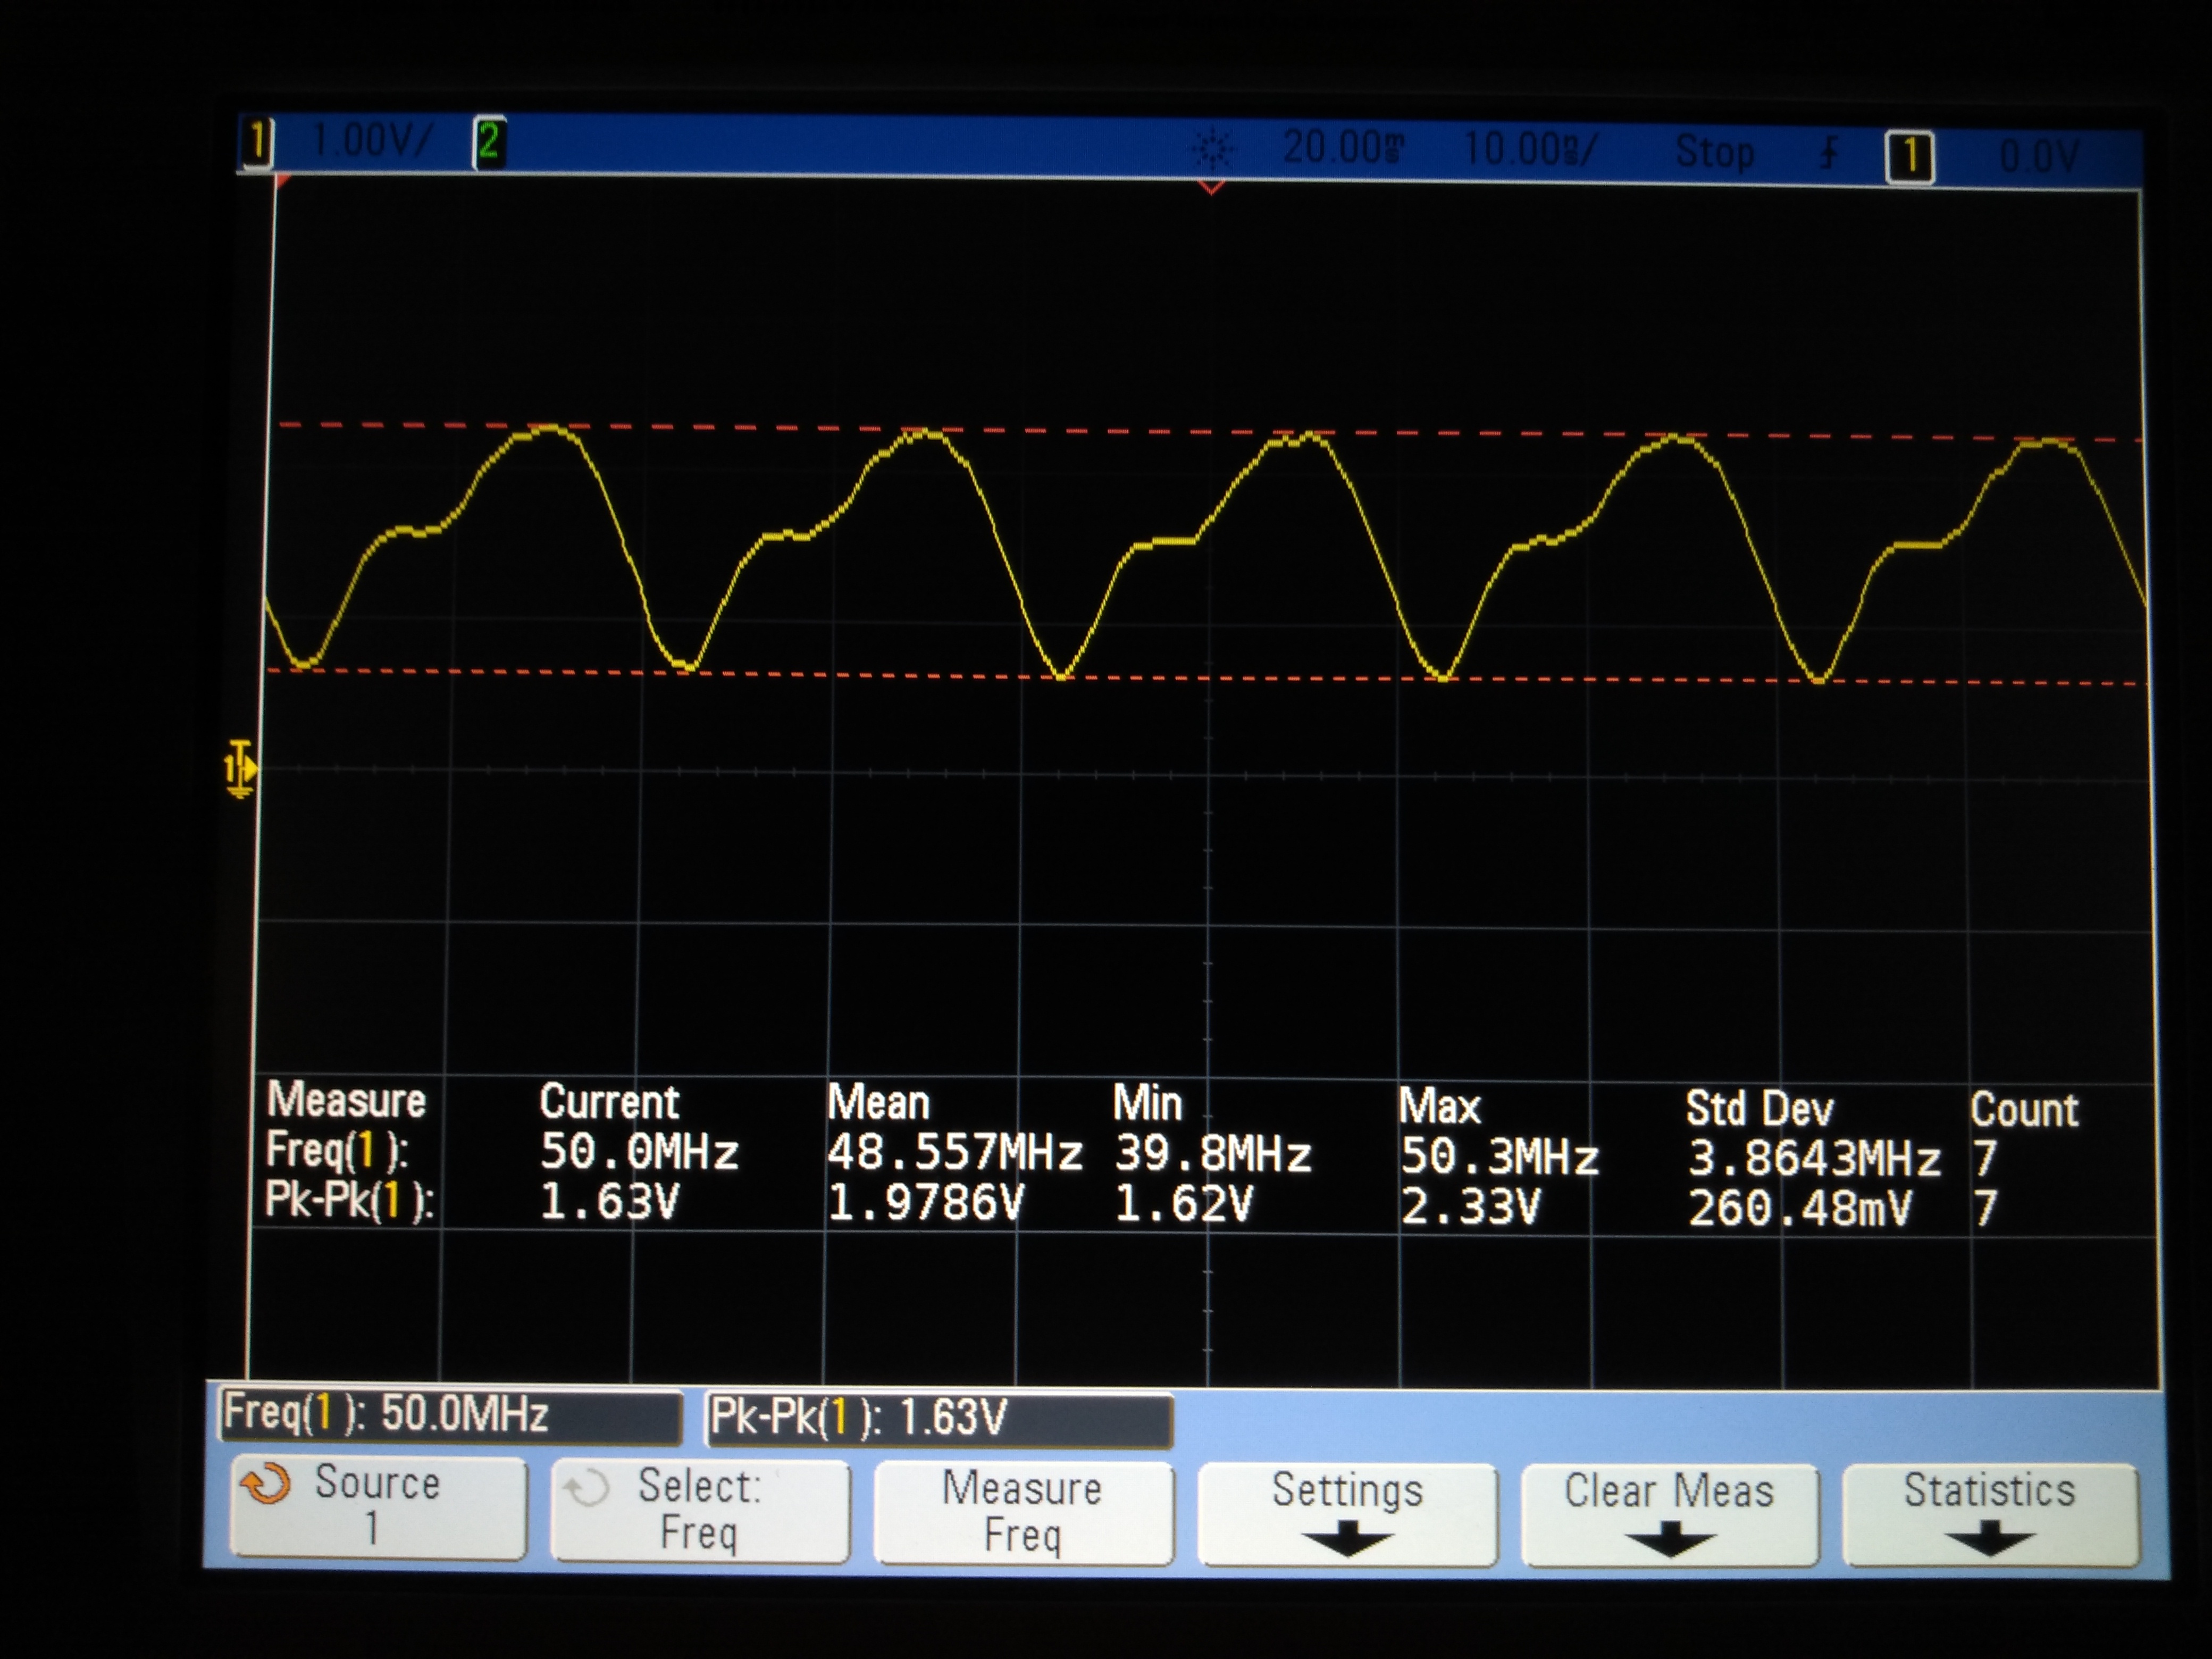 1 1.00V/ 2 20.00ms 10.00ns/ Stop 1 0.0V
1
Measure Current Mean Min Max Std Dev Count
Freq(1): 50.0MHz 48.557MHz 39.8MHz 50.3MHz 3.8643MHz 7
Pk-Pk(1): 1.63V 1.9786V 1.62V 2.33V 260.48mV 7
Freq(1): 50.0MHz Pk-Pk(1): 1.63V
Source Select: Measure Settings Clear Meas Statistics
1 Freq Freq